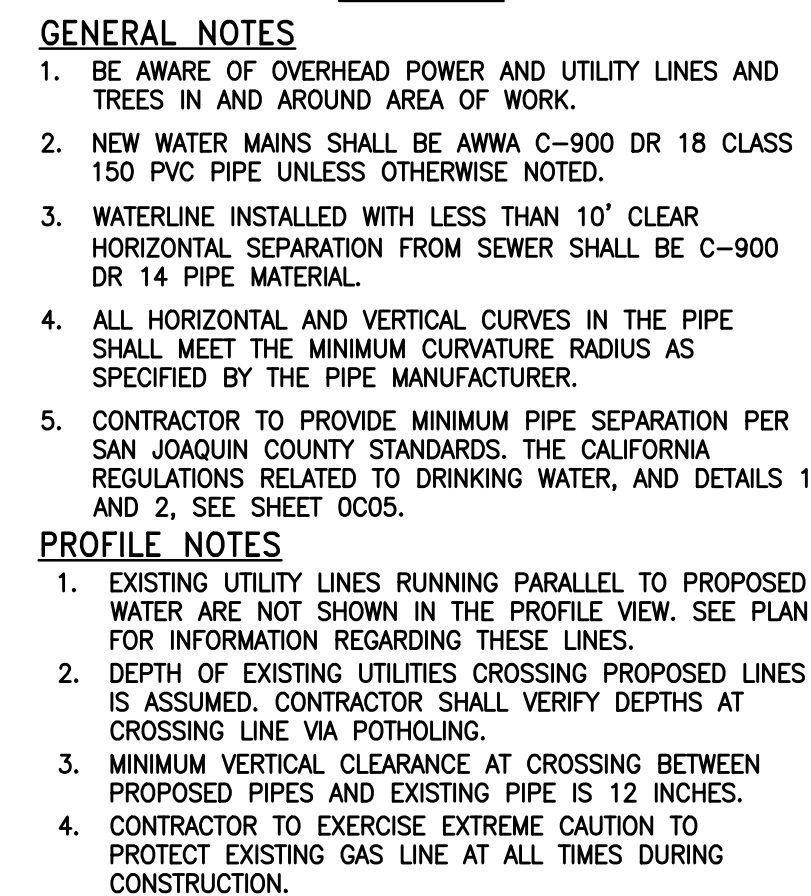 GENERAL NOTES
1. BE AWARE OF OVERHEAD POWER AND UTILITY LINES AND
TREES IN AND AROUND AREA OF WORK.
2. NEW WATER MAINS SHALL BE AWWA C-900 DR 18 CLASS
150 PVC PIPE UNLESS OTHERWISE NOTED.
3. WATERLINE INSTALLED WITH LESS THAN 10' CLEAR
HORIZONTAL SEPARATION FROM SEWER SHALL BE C-900
DR 14 PIPE MATERIAL.
4. ALL HORIZONTAL AND VERTICAL CURVES IN THE PIPE
SHALL MEET THE MINIMUM CURVATURE RADIUS AS
SPECIFIED BY THE PIPE MANUFACTURER.
5. CONTRACTOR TO PROVIDE MINIMUM PIPE SEPARATION PER
SAN JOAQUIN COUNTY STANDARDS. THE CALIFORNIA
REGULATIONS RELATED TO DRINKING WATER, AND DETAILS 1
AND 2, SEE SHEET 0C05.
PROFILE NOTES
1. EXISTING UTILITY LINES RUNNING PARALLEL TO PROPOSED
WATER ARE NOT SHOWN IN THE PROFILE VIEW. SEE PLAN
FOR INFORMATION REGARDING THESE LINES.
2. DEPTH OF EXISTING UTILITIES CROSSING PROPOSED LINES
IS ASSUMED. CONTRACTOR SHALL VERIFY DEPTHS AT
CROSSING LINE VIA POTHOLING.
3. MINIMUM VERTICAL CLEARANCE AT CROSSING BETWEEN
PROPOSED PIPES AND EXISTING PIPE IS 12 INCHES.
4. CONTRACTOR TO EXERCISE EXTREME CAUTION TO
PROTECT EXISTING GAS LINE AT ALL TIMES DURING
CONSTRUCTION.